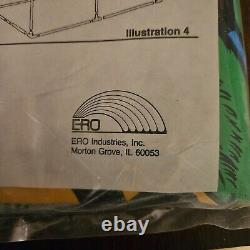 Illustration 4
ERO
ERO Industries, Inc.
Morton Grove, IL 60053